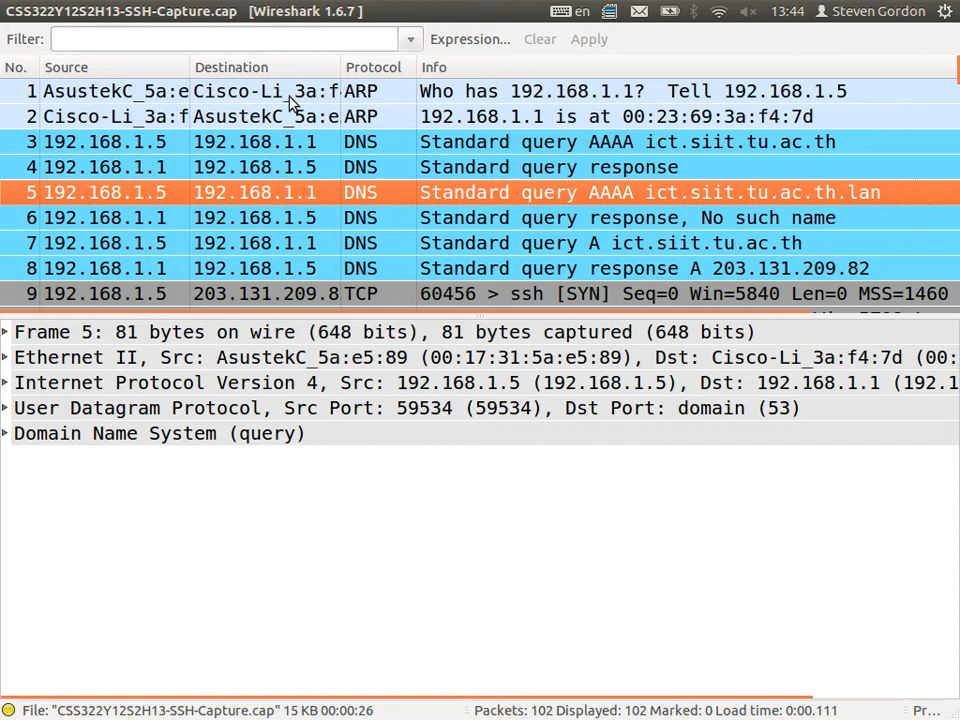 CSS322Y12S2H13-SSH-Capture.cap [Wireshark 1.6.7 ] en 13:44 Steven Gordon
Filter: Expression... Clear Apply
No. Source Destination Protocol Info
1 AsustekC_5a:e Cisco-Li_3a:f ARP Who has 192.168.1.1? Tell 192.168.1.5
2 Cisco-Li_3a:f AsustekC_5a:e ARP 192.168.1.1 is at 00:23:69:3a:f4:7d
3 192.168.1.5 192.168.1.1 DNS Standard query AAAA ict.siit.tu.ac.th
4 192.168.1.1 192.168.1.5 DNS Standard query response
5 192.168.1.5 192.168.1.1 DNS Standard query AAAA ict.siit.tu.ac.th.lan
6 192.168.1.1 192.168.1.5 DNS Standard query response, No such name
7 192.168.1.5 192.168.1.1 DNS Standard query A ict.siit.tu.ac.th
8 192.168.1.1 192.168.1.5 DNS Standard query response A 203.131.209.82
9 192.168.1.5 203.131.209.8 TCP 60456 > ssh [SYN] Seq=0 Win=5840 Len=0 MSS=1460
Frame 5: 81 bytes on wire (648 bits), 81 bytes captured (648 bits)
Ethernet II, Src: AsustekC_5a:e5:89 (00:17:31:5a:e5:89), Dst: Cisco-Li_3a:f4:7d (00:
Internet Protocol Version 4, Src: 192.168.1.5 (192.168.1.5), Dst: 192.168.1.1 (192.1
User Datagram Protocol, Src Port: 59534 (59534), Dst Port: domain (53)
Domain Name System (query)
File: "CSS322Y12S2H13-SSH-Capture.cap" 15 KB 00:00:26 Packets: 102 Displayed: 102 Marked: 0 Load time: 0:00.111 Pr...